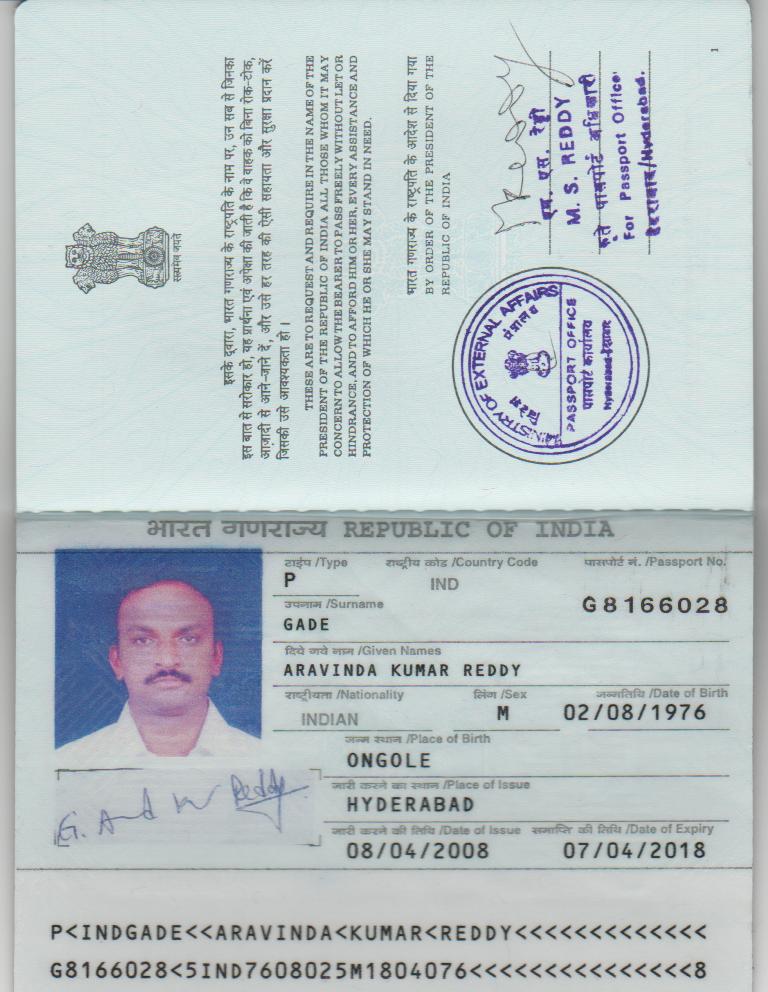 सत्यमेव जयते
इसके द्वारा, भारत गणराज्य के राष्ट्रपति के नाम पर, उन सब से जिनका
इस बात से सरोकार हो, यह प्रार्थना एवं अपेक्षा की जाती है कि वे वाहक को बिना रोक-टोक,
आज़ादी से आने-जाने दें, और उसे हर तरह की ऐसी सहायता और सुरक्षा प्रदान करें
जिसकी उसे आवश्यकता हो ।
THESE ARE TO REQUEST AND REQUIRE IN THE NAME OF THE
PRESIDENT OF THE REPUBLIC OF INDIA ALL THOSE WHOM IT MAY
CONCERN TO ALLOW THE BEARER TO PASS FREELY WITHOUT LET OR
HINDRANCE, AND TO AFFORD HIM OR HER, EVERY ASSISTANCE AND
PROTECTION OF WHICH HE OR SHE MAY STAND IN NEED.
भारत गणराज्य के राष्ट्रपति के आदेश से दिया गया
BY ORDER OF THE PRESIDENT OF THE
REPUBLIC OF INDIA
MINISTRY OF EXTERNAL AFFAIRS
विदेश मंत्रालय
PASSPORT OFFICE
पासपोर्ट कार्यालय
Hyderabad-हैदराबाद
एम. एस. रेड्डी
M. S. REDDY
कृते पासपोर्ट अधिकारी
For Passport Officer
हैदराबाद/Hyderabad.
1
भारत गणराज्य REPUBLIC OF INDIA
टाईप /Type राष्ट्रीय कोड /Country Code पासपोर्ट नं. /Passport No.
P IND G8166028
उपनाम /Surname
GADE
दिये गये नाम /Given Names
ARAVINDA KUMAR REDDY
राष्ट्रीयता /Nationality लिंग /Sex जन्मतिथि /Date of Birth
INDIAN M 02/08/1976
जन्म स्थान /Place of Birth
ONGOLE
जारी करने का स्थान /Place of Issue
HYDERABAD
जारी करने की तिथि /Date of Issue समाप्ति की तिथि /Date of Expiry
08/04/2008 07/04/2018
P<INDGADE<<ARAVINDA<KUMAR<REDDY<<<<<<<<<<<<<
G8166028<5IND7608025M1804076<<<<<<<<<<<<<<<8